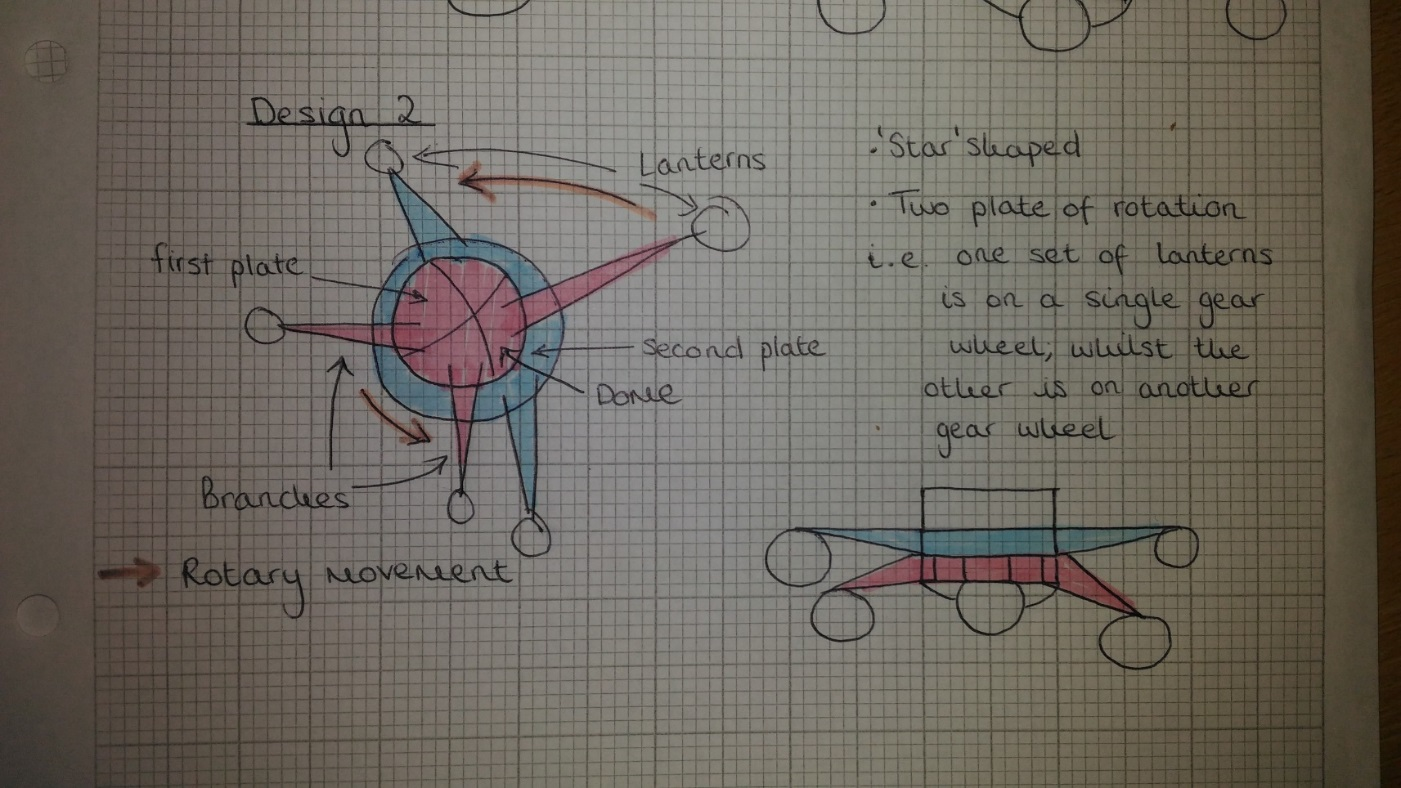 Design 2
Lanterns
first plate
second plate
Dome
Branches
Rotary movement
• 'Star' shaped
• Two plate of rotation
i.e. one set of lanterns
is on a single gear
wheel, whilst the
other is on another
gear wheel